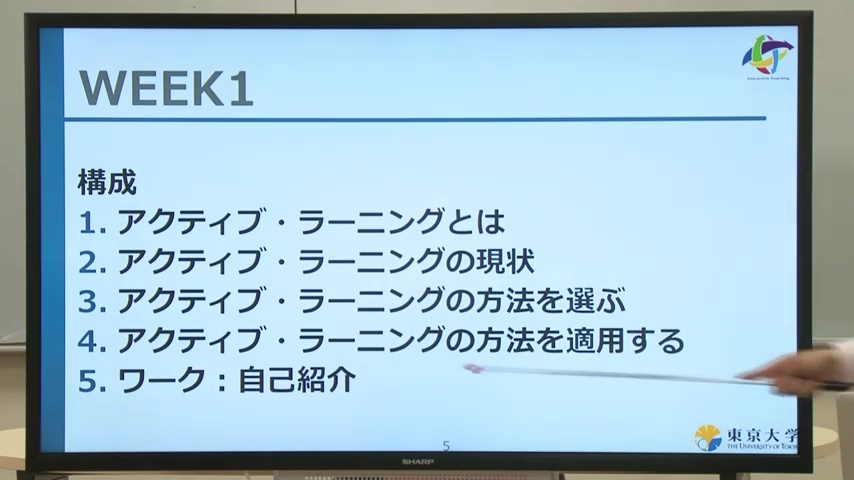 WEEK1
Interactive Teaching
構成
1. アクティブ・ラーニングとは
2. アクティブ・ラーニングの現状
3. アクティブ・ラーニングの方法を選ぶ
4. アクティブ・ラーニングの方法を適用する
5. ワーク：自己紹介
5
東京大学
THE UNIVERSITY OF TOKYO
SHARP